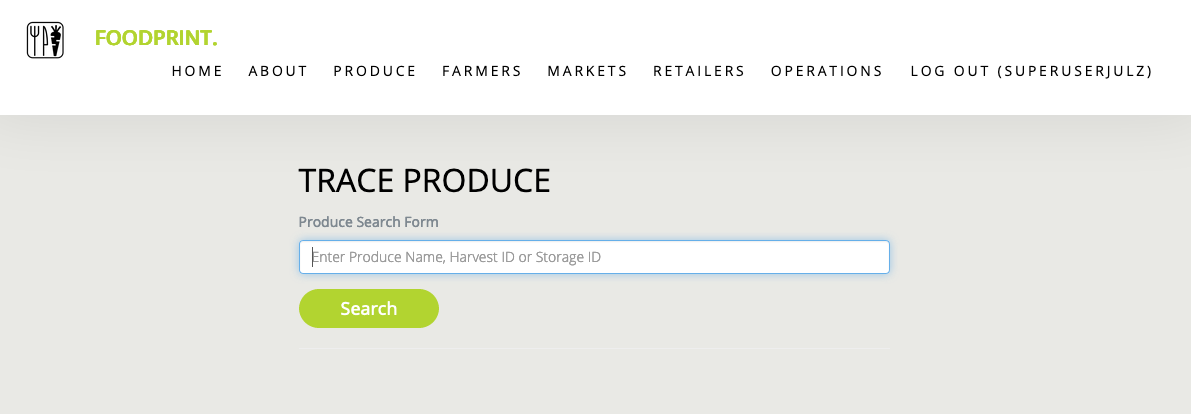 FOODPRINT.
HOME ABOUT PRODUCE FARMERS MARKETS RETAILERS OPERATIONS LOG OUT (SUPERUSERJULZ)
TRACE PRODUCE
Produce Search Form
Enter Produce Name, Harvest ID or Storage ID
Search